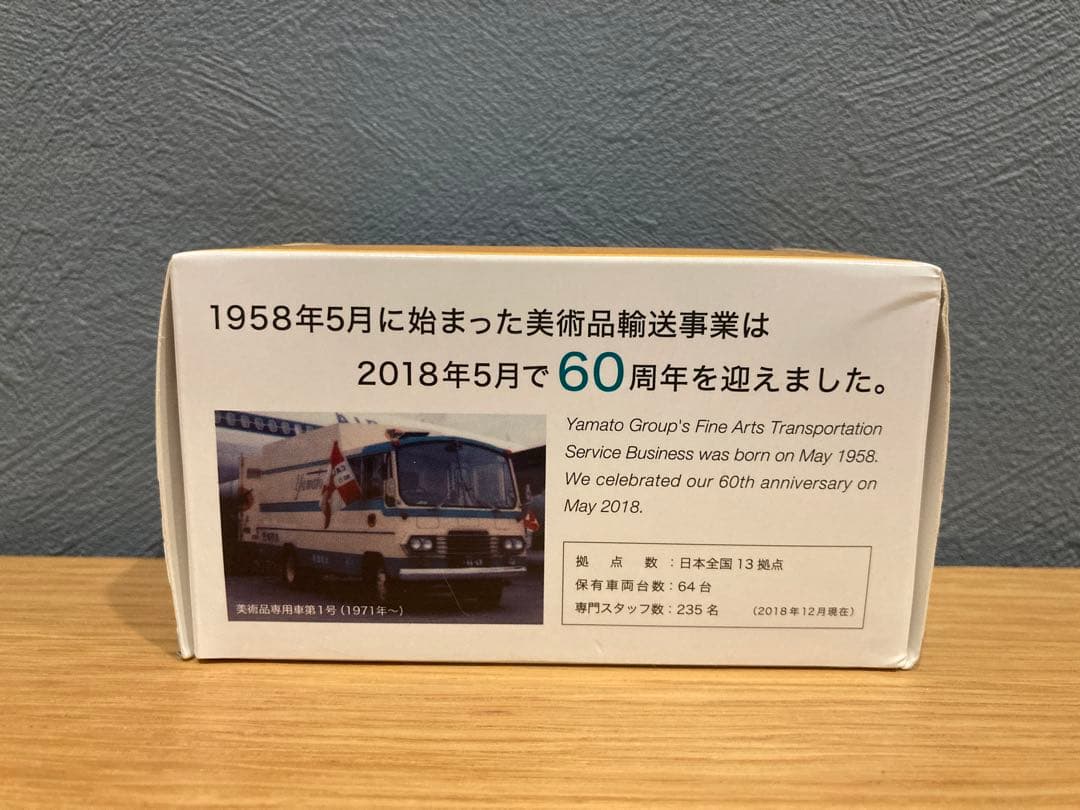 1958年5月に始まった美術品輸送事業は
2018年5月で60周年を迎えました。
Yamato Group's Fine Arts Transportation
Service Business was born on May 1958.
We celebrated our 60th anniversary on
May 2018.
Yamato
美術品専用車第1号(1971年~)
拠点数：日本全国13拠点
保有車両台数：64台
専門スタッフ数：235名 (2018年12月現在)